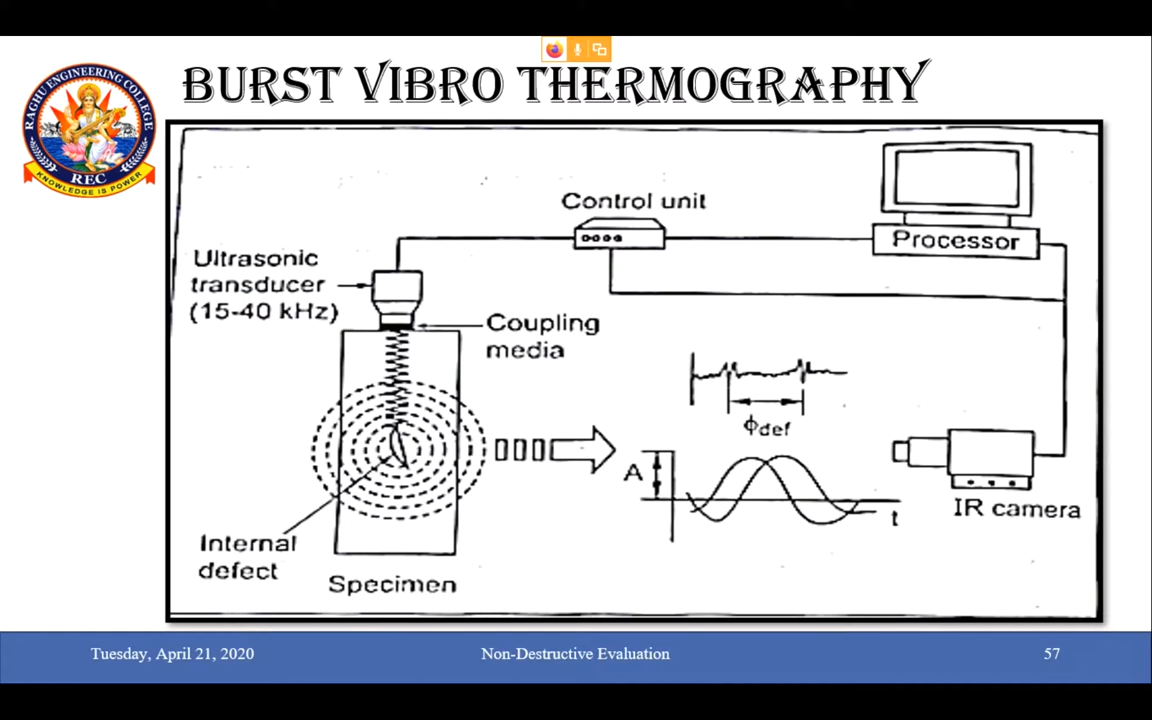 BURST VIBRO THERMOGRAPHY
RAGHU ENGINEERING COLLEGE
REC
KNOWLEDGE IS POWER
Control unit
Processor
Ultrasonic
transducer
(15-40 kHz)
Coupling
media
ϕdef
A
t
IR camera
Internal
defect
Specimen
Tuesday, April 21, 2020
Non-Destructive Evaluation
57